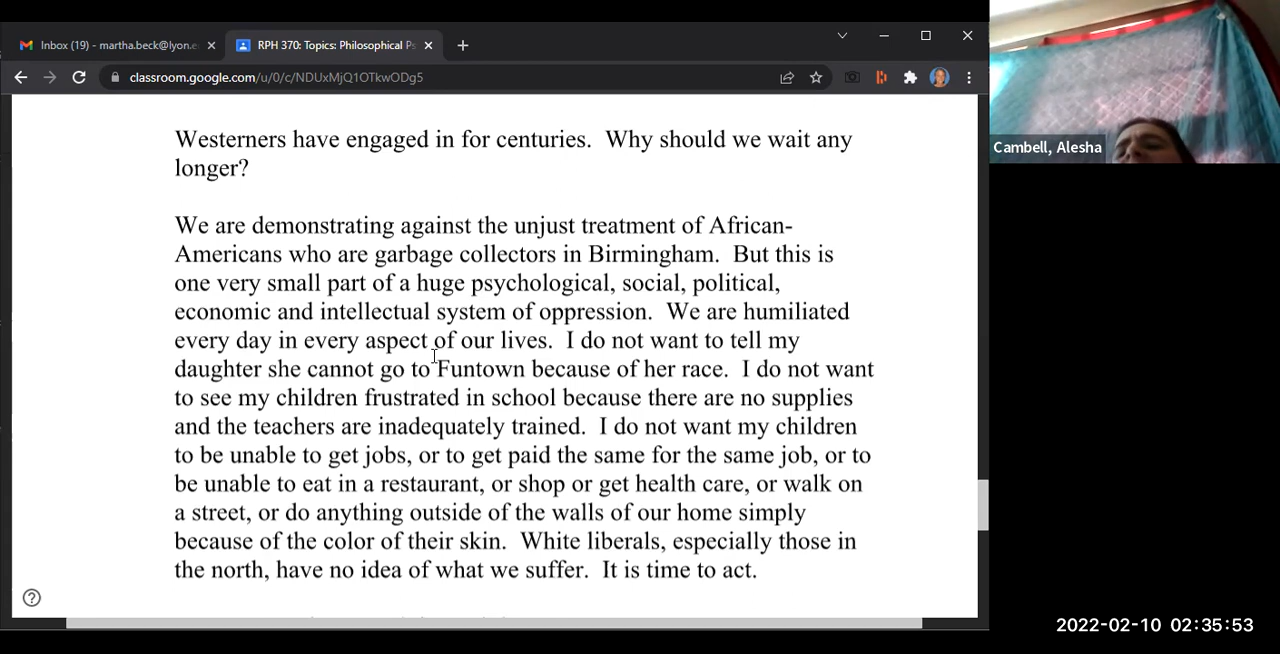 Inbox (19) - martha.beck@lyon.e
RPH 370: Topics: Philosophical Ps
classroom.google.com/u/0/c/NDUxMjQ1OTkwODg5
Westerners have engaged in for centuries.  Why should we wait any
longer?
We are demonstrating against the unjust treatment of African-
Americans who are garbage collectors in Birmingham.  But this is
one very small part of a huge psychological, social, political,
economic and intellectual system of oppression.  We are humiliated
every day in every aspect of our lives.  I do not want to tell my
daughter she cannot go to Funtown because of her race.  I do not want
to see my children frustrated in school because there are no supplies
and the teachers are inadequately trained.  I do not want my children
to be unable to get jobs, or to get paid the same for the same job, or to
be unable to eat in a restaurant, or shop or get health care, or walk on
a street, or do anything outside of the walls of our home simply
because of the color of their skin.  White liberals, especially those in
the north, have no idea of what we suffer.  It is time to act.
Cambell, Alesha
2022-02-10 02:35:53